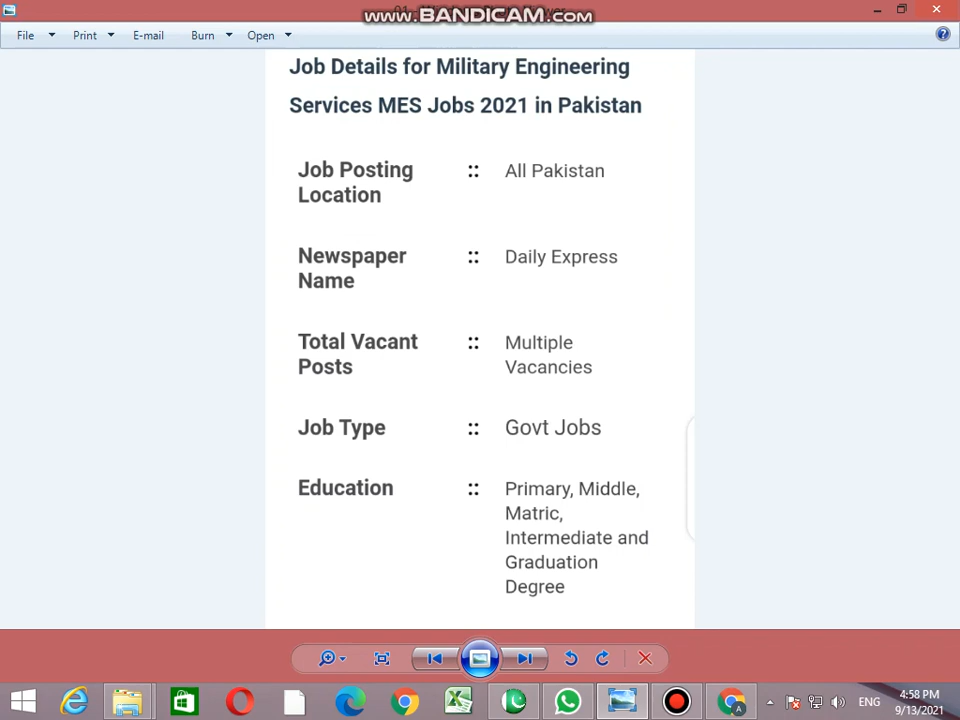 www.BANDICAM.com
File Print E-mail Burn Open
Job Details for Military Engineering
Services MES Jobs 2021 in Pakistan
Job Posting :: All Pakistan
Location
Newspaper :: Daily Express
Name
Total Vacant :: Multiple
Posts Vacancies
Job Type :: Govt Jobs
Education :: Primary, Middle,
Matric,
Intermediate and
Graduation
Degree
4:58 PM
ENG
9/13/2021